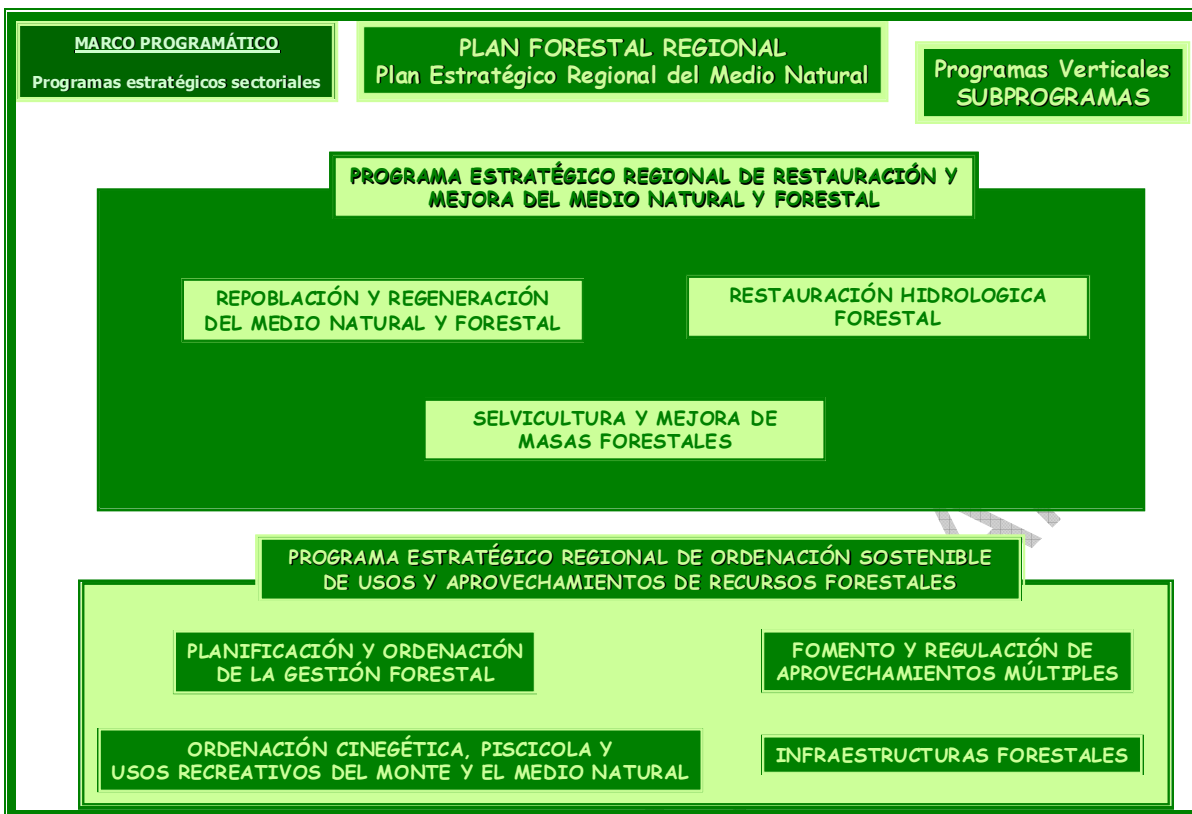 MARCO PROGRAMÁTICO
Programas estratégicos sectoriales
PLAN FORESTAL REGIONAL
Plan Estratégico Regional del Medio Natural
Programas Verticales
SUBPROGRAMAS
PROGRAMA ESTRATÉGICO REGIONAL DE RESTAURACIÓN Y
MEJORA DEL MEDIO NATURAL Y FORESTAL
REPOBLACIÓN Y REGENERACIÓN
DEL MEDIO NATURAL Y FORESTAL
RESTAURACIÓN HIDROLOGICA
FORESTAL
SELVICULTURA Y MEJORA DE
MASAS FORESTALES
PROGRAMA ESTRATÉGICO REGIONAL DE ORDENACIÓN SOSTENIBLE
DE USOS Y APROVECHAMIENTOS DE RECURSOS FORESTALES
PLANIFICACIÓN Y ORDENACIÓN
DE LA GESTIÓN FORESTAL
FOMENTO Y REGULACIÓN DE
APROVECHAMIENTOS MÚLTIPLES
ORDENACIÓN CINEGÉTICA, PISCICOLA Y
USOS RECREATIVOS DEL MONTE Y EL MEDIO NATURAL
INFRAESTRUCTURAS FORESTALES